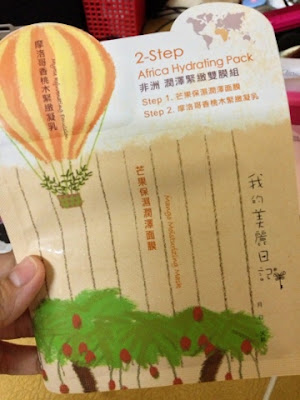 2-Step
Africa Hydrating Pack
非洲 潤澤緊緻雙膜組
Step 1. 芒果保濕潤澤面膜
Step 2. 摩洛哥香桃木緊緻凝乳
摩洛哥香桃木緊緻凝乳
芒果保濕潤澤面膜
我的美麗日記